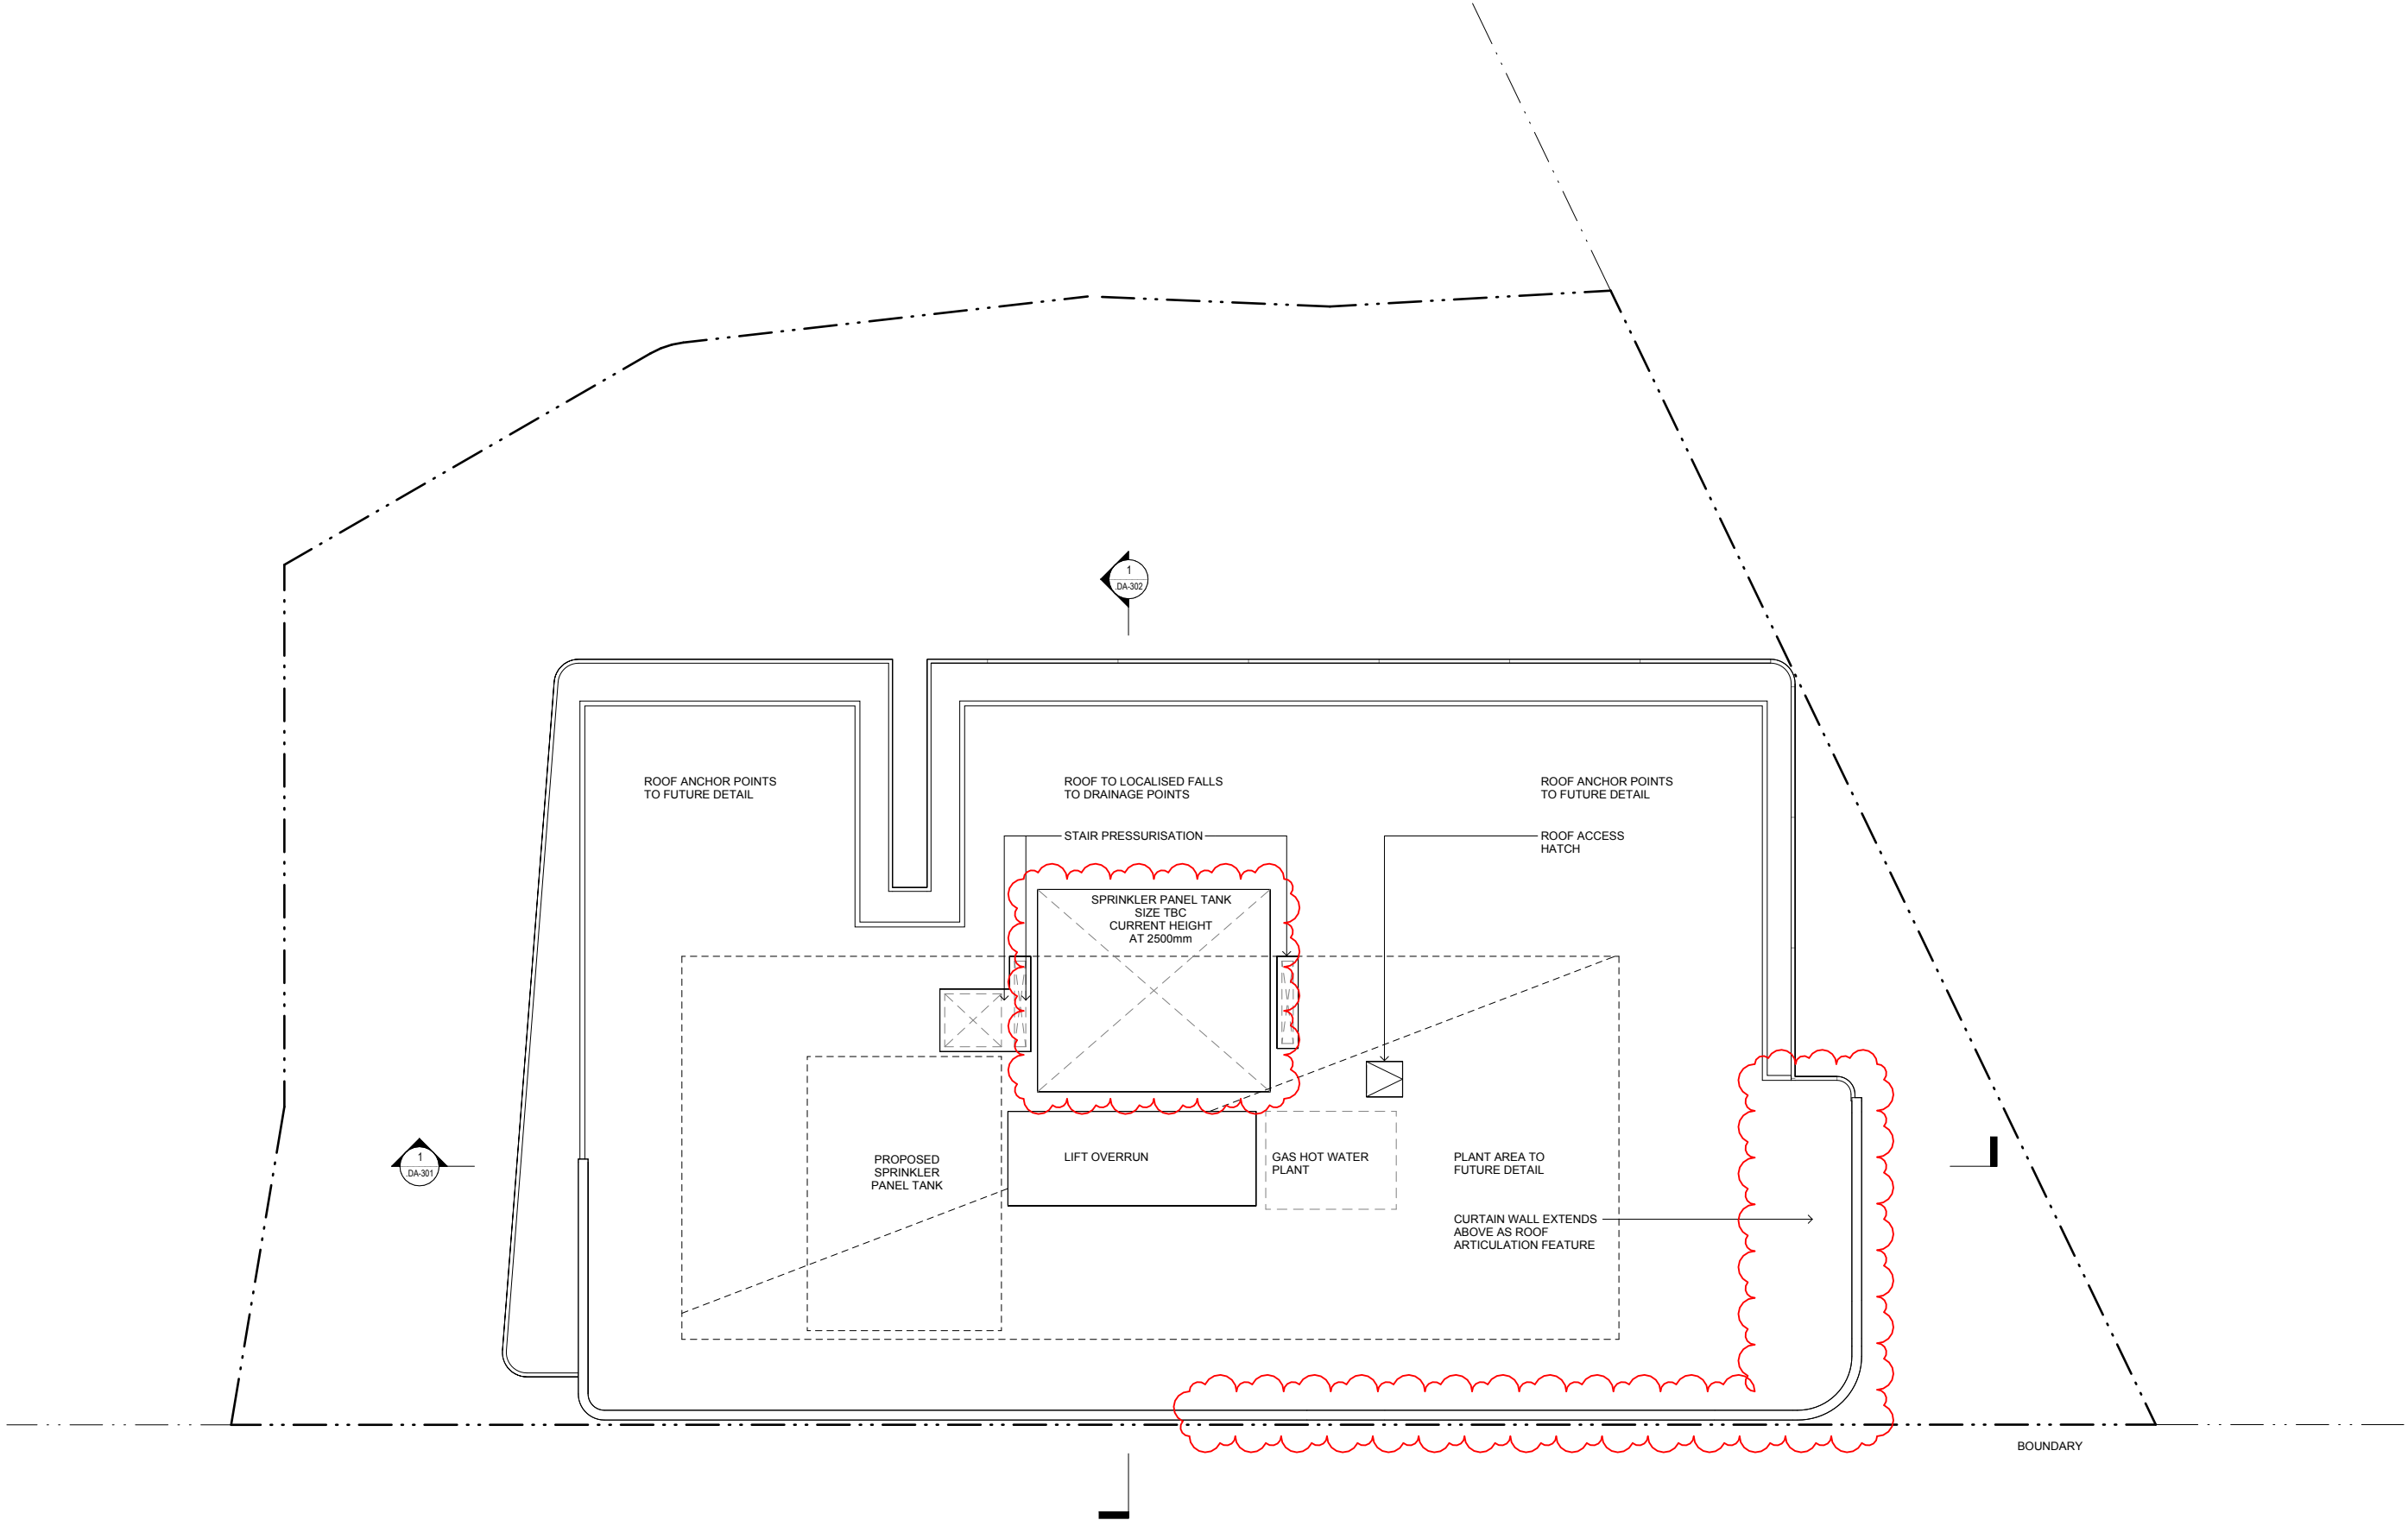 1
DA-302
ROOF ANCHOR POINTS
TO FUTURE DETAIL
ROOF TO LOCALISED FALLS
TO DRAINAGE POINTS
ROOF ANCHOR POINTS
TO FUTURE DETAIL
STAIR PRESSURISATION
ROOF ACCESS
HATCH
SPRINKLER PANEL TANK
SIZE TBC
CURRENT HEIGHT
AT 2500mm
1
DA-301
PROPOSED
SPRINKLER
PANEL TANK
LIFT OVERRUN
GAS HOT WATER
PLANT
PLANT AREA TO
FUTURE DETAIL
CURTAIN WALL EXTENDS
ABOVE AS ROOF
ARTICULATION FEATURE
BOUNDARY